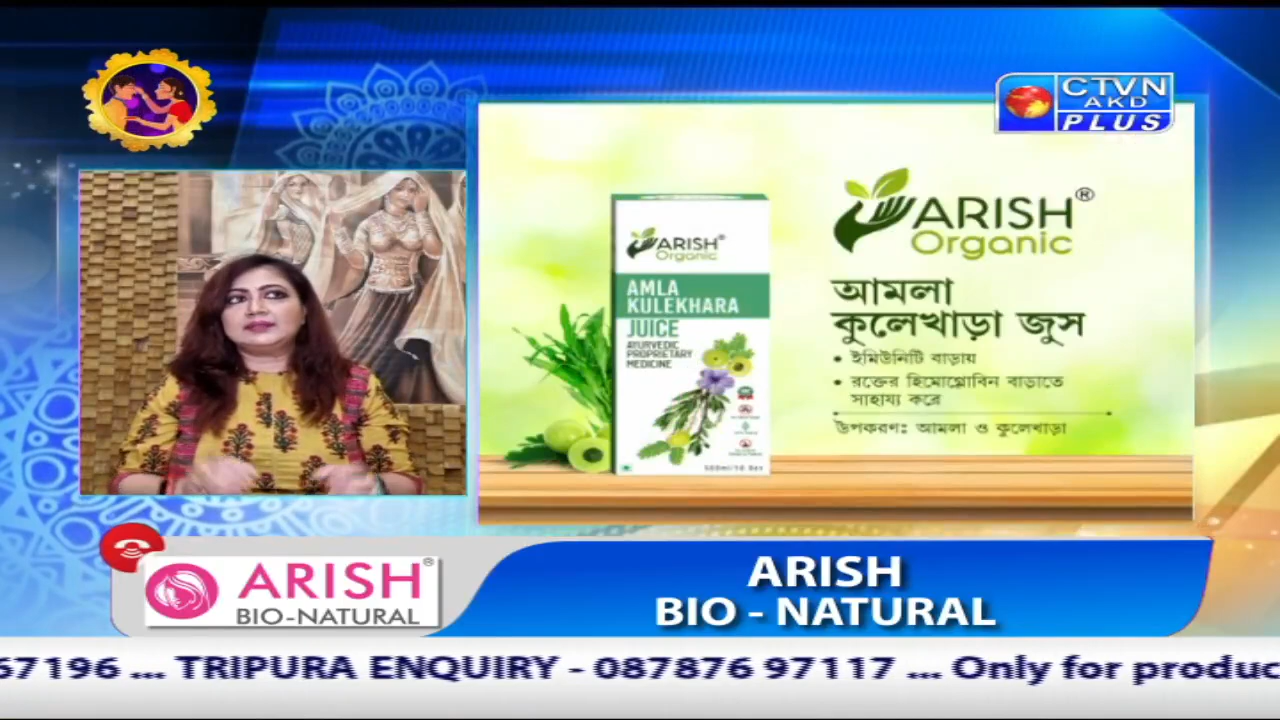 CTVN
AKD
PLUS
ARISH®
Organic
AMLA
KULEKHARA
JUICE
AYURVEDIC
PROPRIETARY
MEDICINE
ARISH®
Organic
আমলা
কুলেখাড়া জুস
• ইমিউনিটি বাড়ায়
• রক্তের হিমোগ্লোবিন বাড়াতে
সাহায্য করে
উপকরণঃ আমলা ও কুলেখাড়া
ARISH®
BIO-NATURAL
ARISH
BIO - NATURAL
67196 ... TRIPURA ENQUIRY - 087876 97117 ... Only for produc